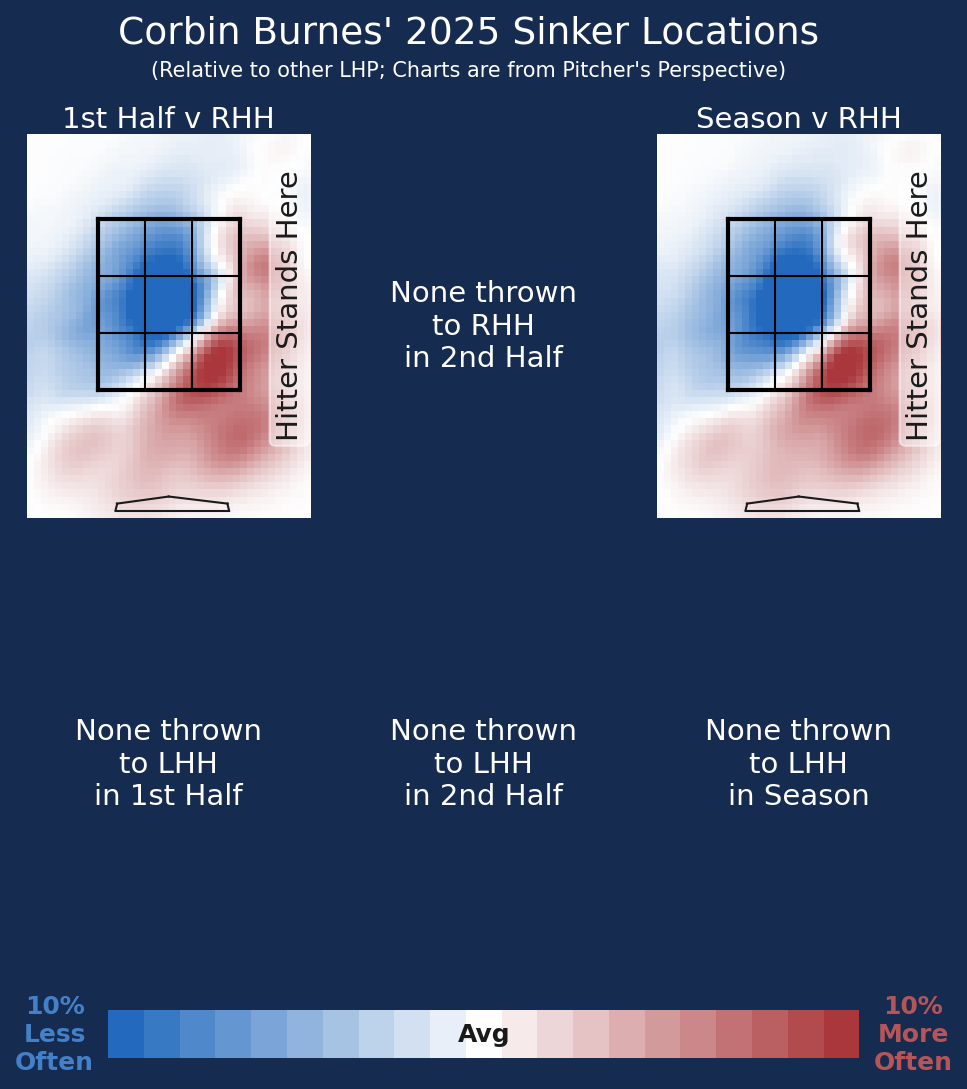 Corbin Burnes' 2025 Sinker Locations
(Relative to other LHP; Charts are from Pitcher's Perspective)
1st Half v RHH
Season v RHH
Hitter Stands Here
None thrown
to RHH
in 2nd Half
Hitter Stands Here
None thrown
to LHH
in 1st Half
None thrown
to LHH
in 2nd Half
None thrown
to LHH
in Season
10%
Less
Often
Avg
10%
More
Often